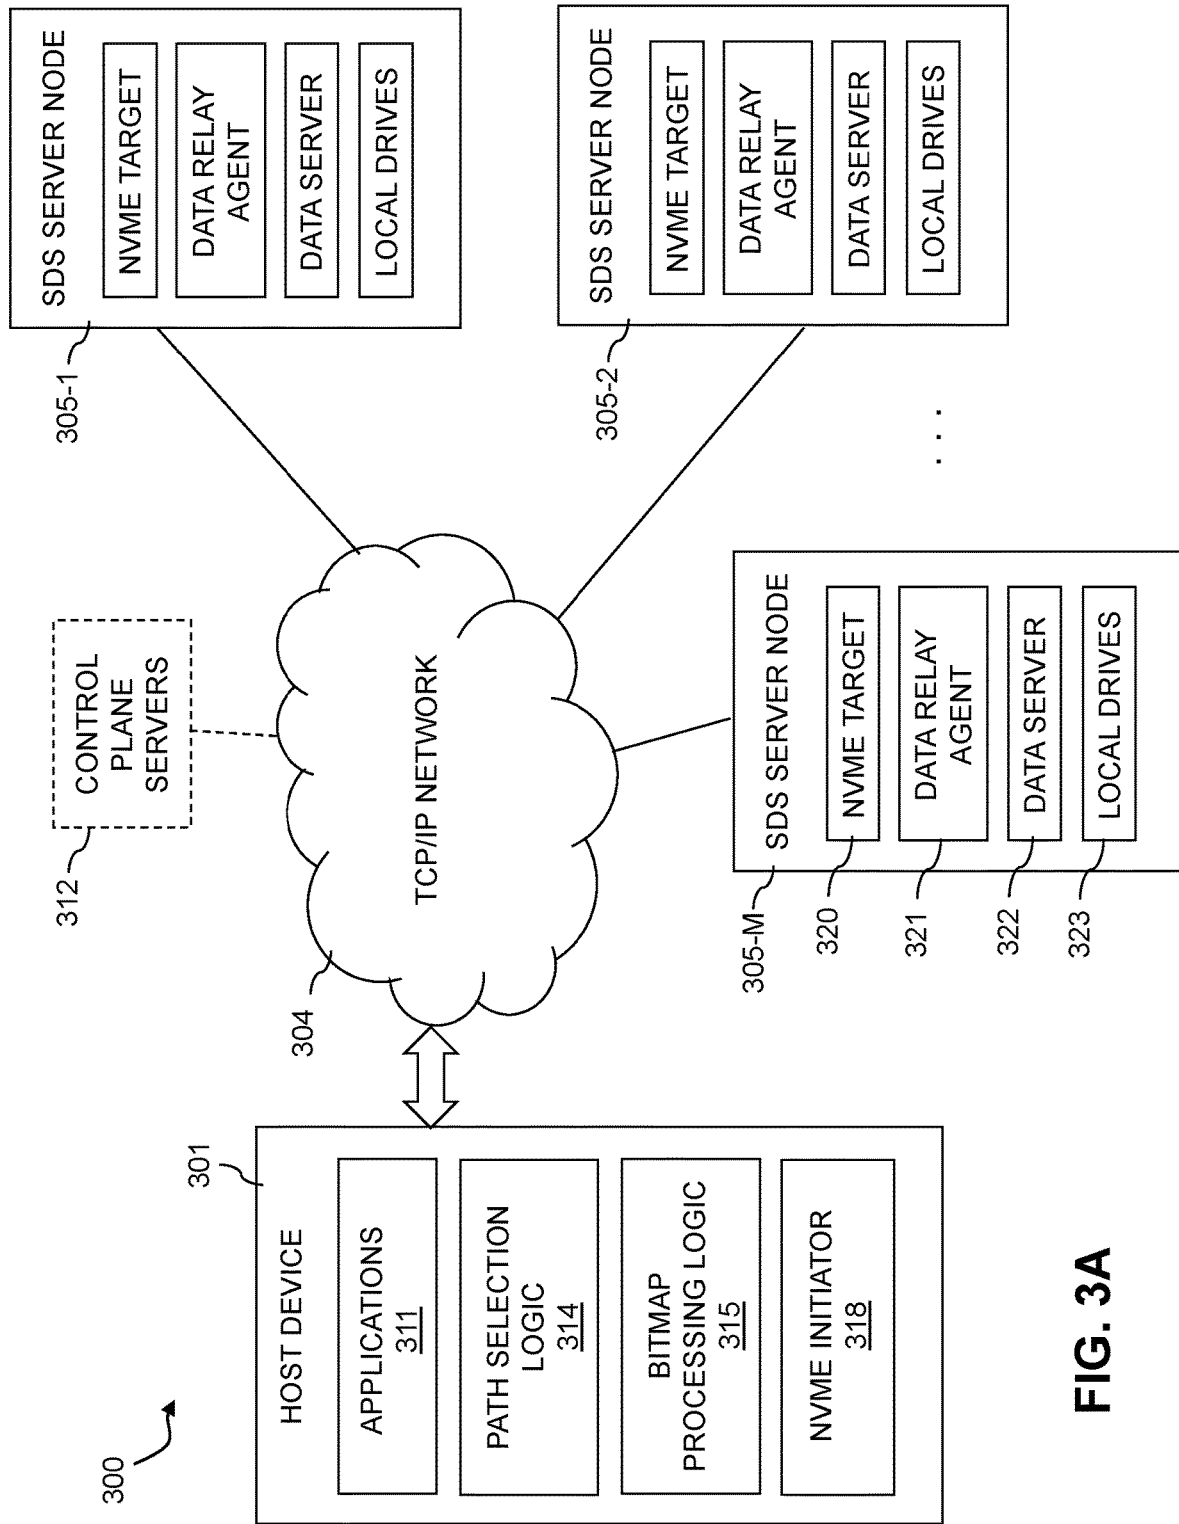 300
HOST DEVICE
301
APPLICATIONS
311
PATH SELECTION
LOGIC
314
BITMAP
PROCESSING LOGIC
315
NVME INITIATOR
318
312
CONTROL
PLANE
SERVERS
304
TCP/IP NETWORK
305-1
SDS SERVER NODE
NVME TARGET
DATA RELAY
AGENT
DATA SERVER
LOCAL DRIVES
305-2
SDS SERVER NODE
NVME TARGET
DATA RELAY
AGENT
DATA SERVER
LOCAL DRIVES
. . .
305-M
SDS SERVER NODE
320
NVME TARGET
321
DATA RELAY
AGENT
322
DATA SERVER
323
LOCAL DRIVES
FIG. 3A